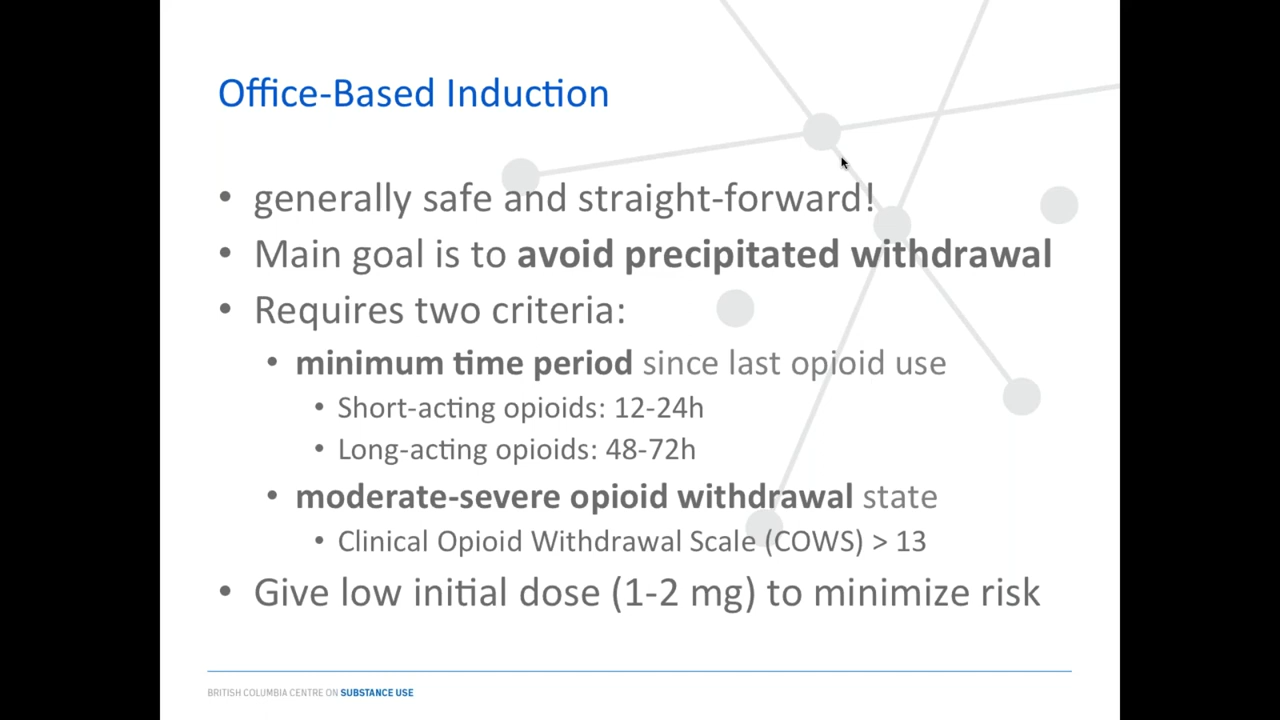 Office-Based Induction
• generally safe and straight-forward!
• Main goal is to avoid precipitated withdrawal
• Requires two criteria:
• minimum time period since last opioid use
• Short-acting opioids: 12-24h
• Long-acting opioids: 48-72h
• moderate-severe opioid withdrawal state
• Clinical Opioid Withdrawal Scale (COWS) > 13
• Give low initial dose (1-2 mg) to minimize risk
BRITISH COLUMBIA CENTRE ON SUBSTANCE USE